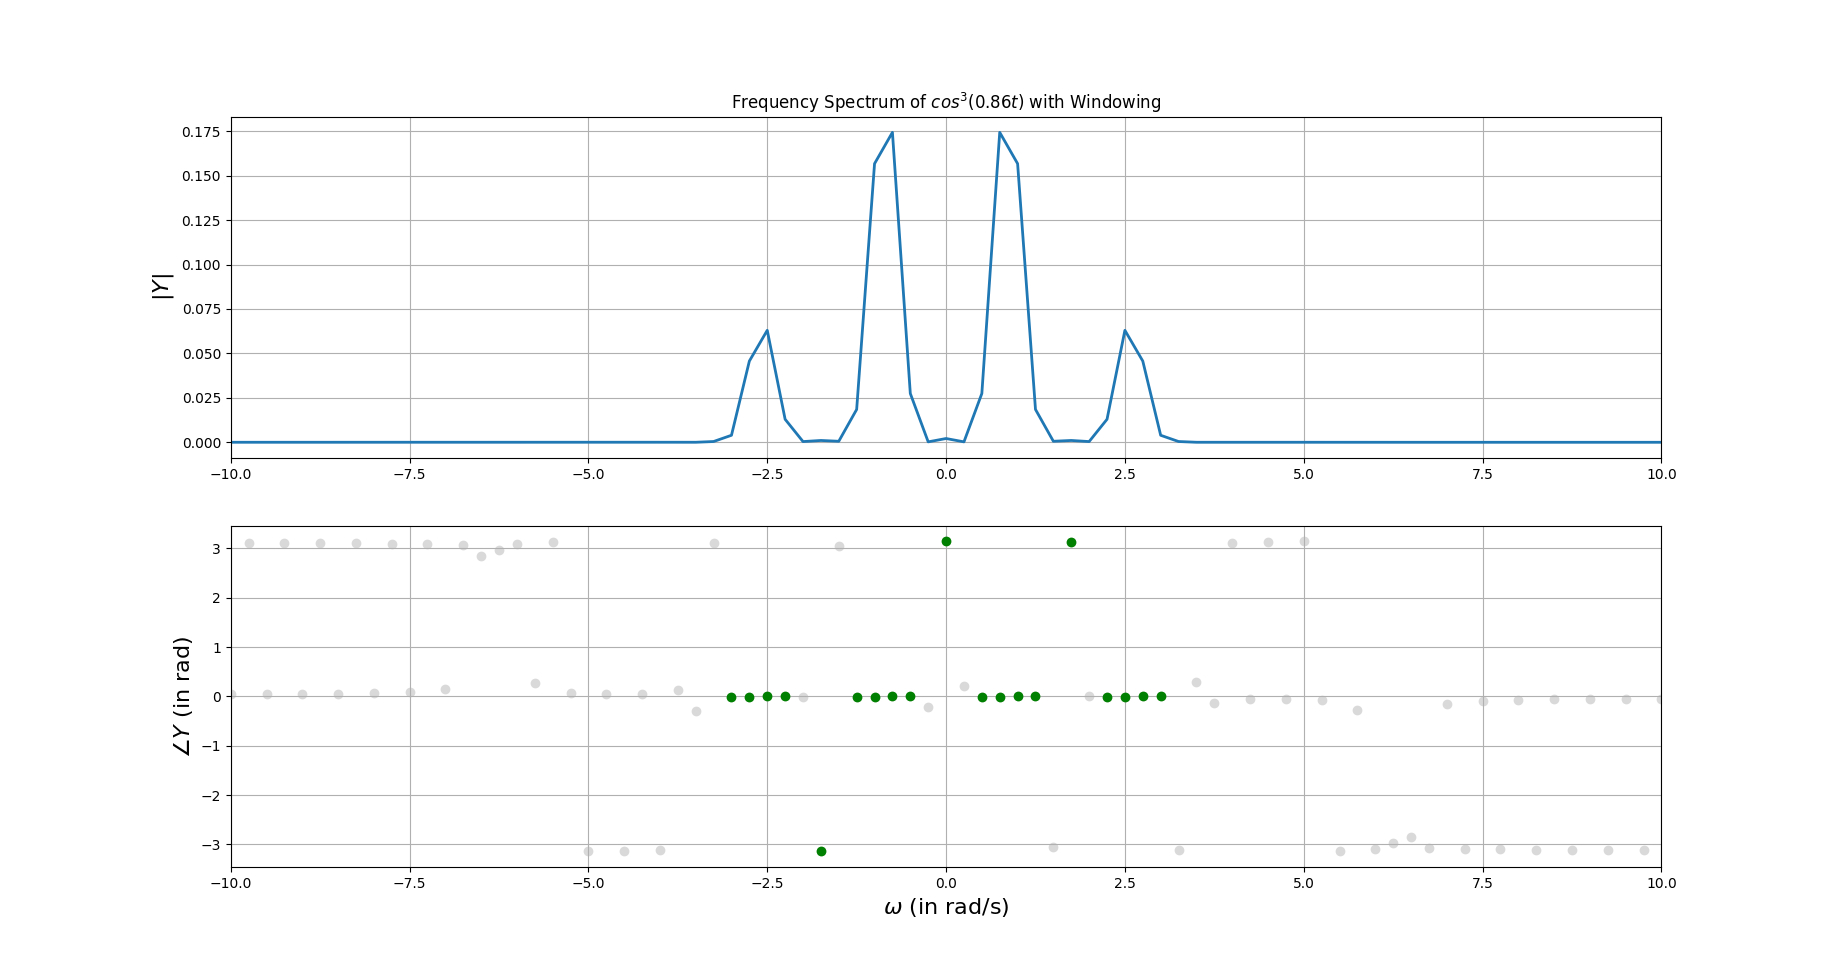 Frequency Spectrum of cos³(0.86t) with Windowing
|Y|
0.175
0.150
0.125
0.100
0.075
0.050
0.025
0.000
−10.0 −7.5 −5.0 −2.5 0.0 2.5 5.0 7.5 10.0
∠Y (in rad)
3
2
1
0
−1
−2
−3
−10.0 −7.5 −5.0 −2.5 0.0 2.5 5.0 7.5 10.0
ω (in rad/s)